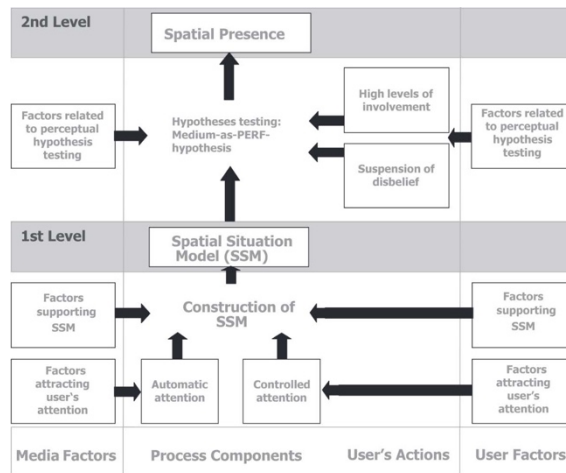 2nd Level
Spatial Presence
Factors related
to perceptual
hypothesis
testing
Hypotheses testing:
Medium-as-PERF-
hypothesis
High levels of
involvement
Suspension of
disbelief
Factors related
to perceptual
hypothesis
testing
1st Level
Spatial Situation
Model (SSM)
Factors
supporting
SSM
Construction of
SSM
Factors
supporting
SSM
Factors
attracting
user's
attention
Automatic
attention
Controlled
attention
Factors
attracting
user's
attention
Media Factors
Process Components
User's Actions
User Factors